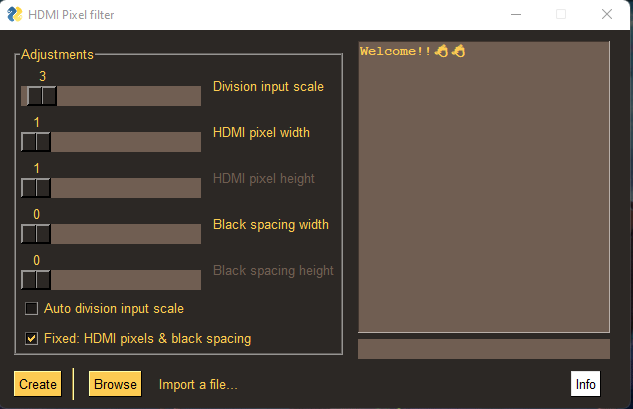 HDMI Pixel filter
Adjustments
3
Division input scale
1
HDMI pixel width
1
HDMI pixel height
0
Black spacing width
0
Black spacing height
Auto division input scale
Fixed: HDMI pixels & black spacing
Welcome!!👋👋
Create
Browse
Import a file...
Info